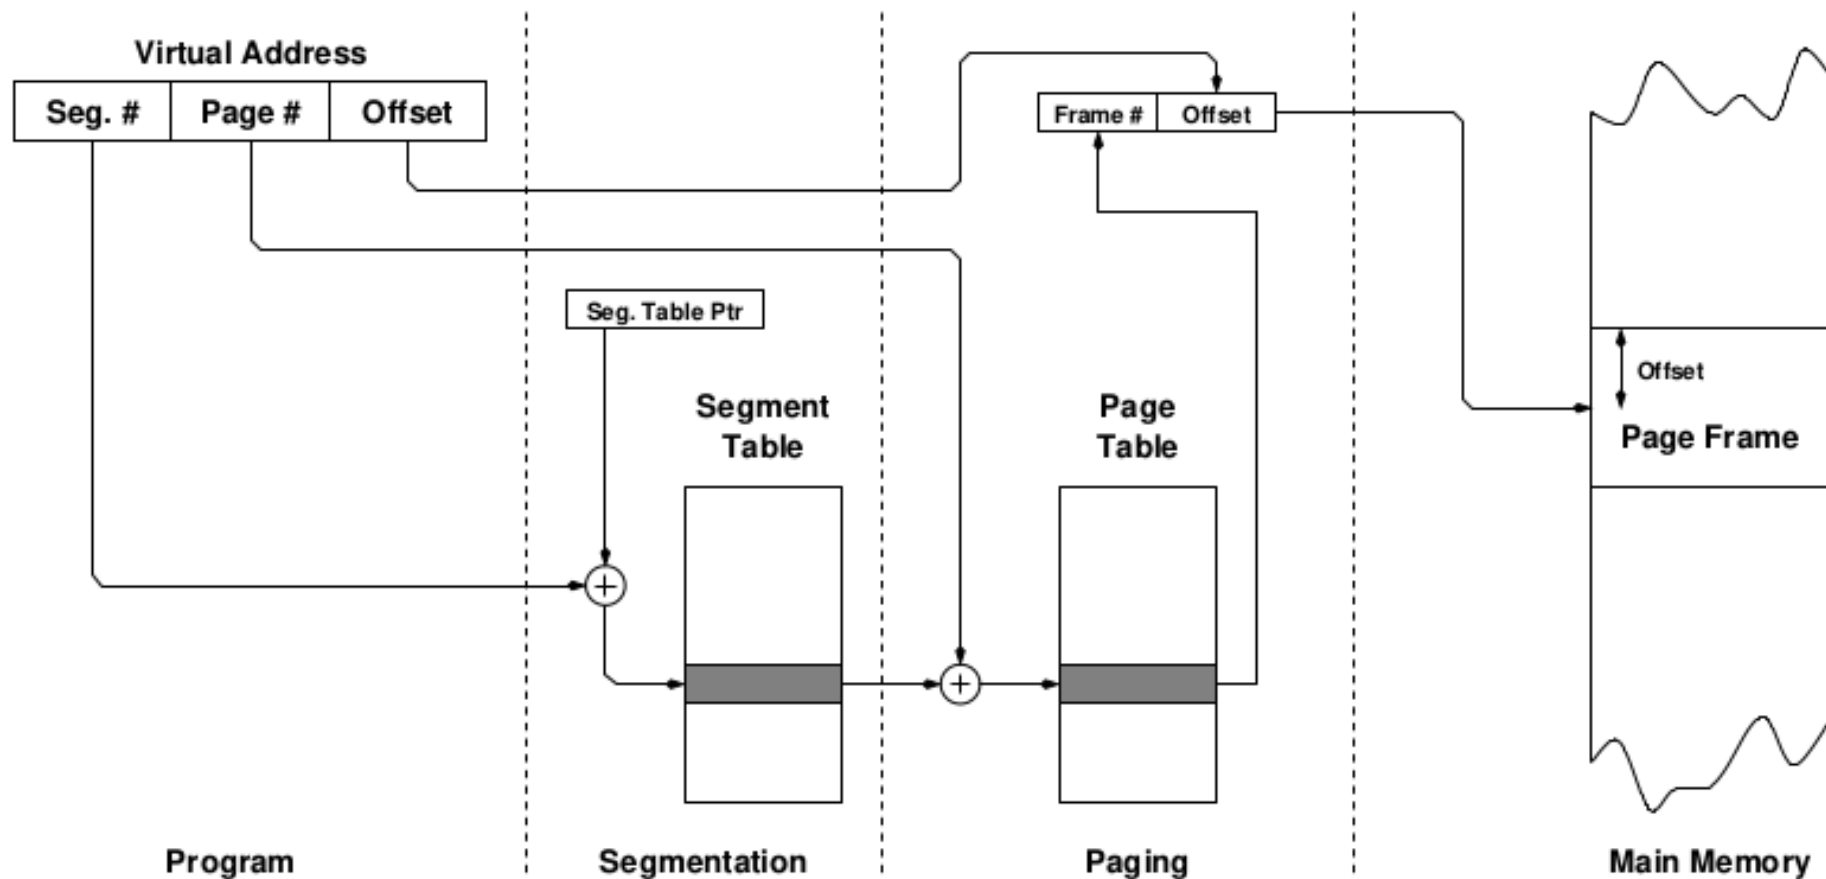 Virtual Address
Seg. # Page # Offset
Frame # Offset
Seg. Table Ptr
Segment
Table
Page
Table
Offset
Page Frame
Program Segmentation Paging Main Memory